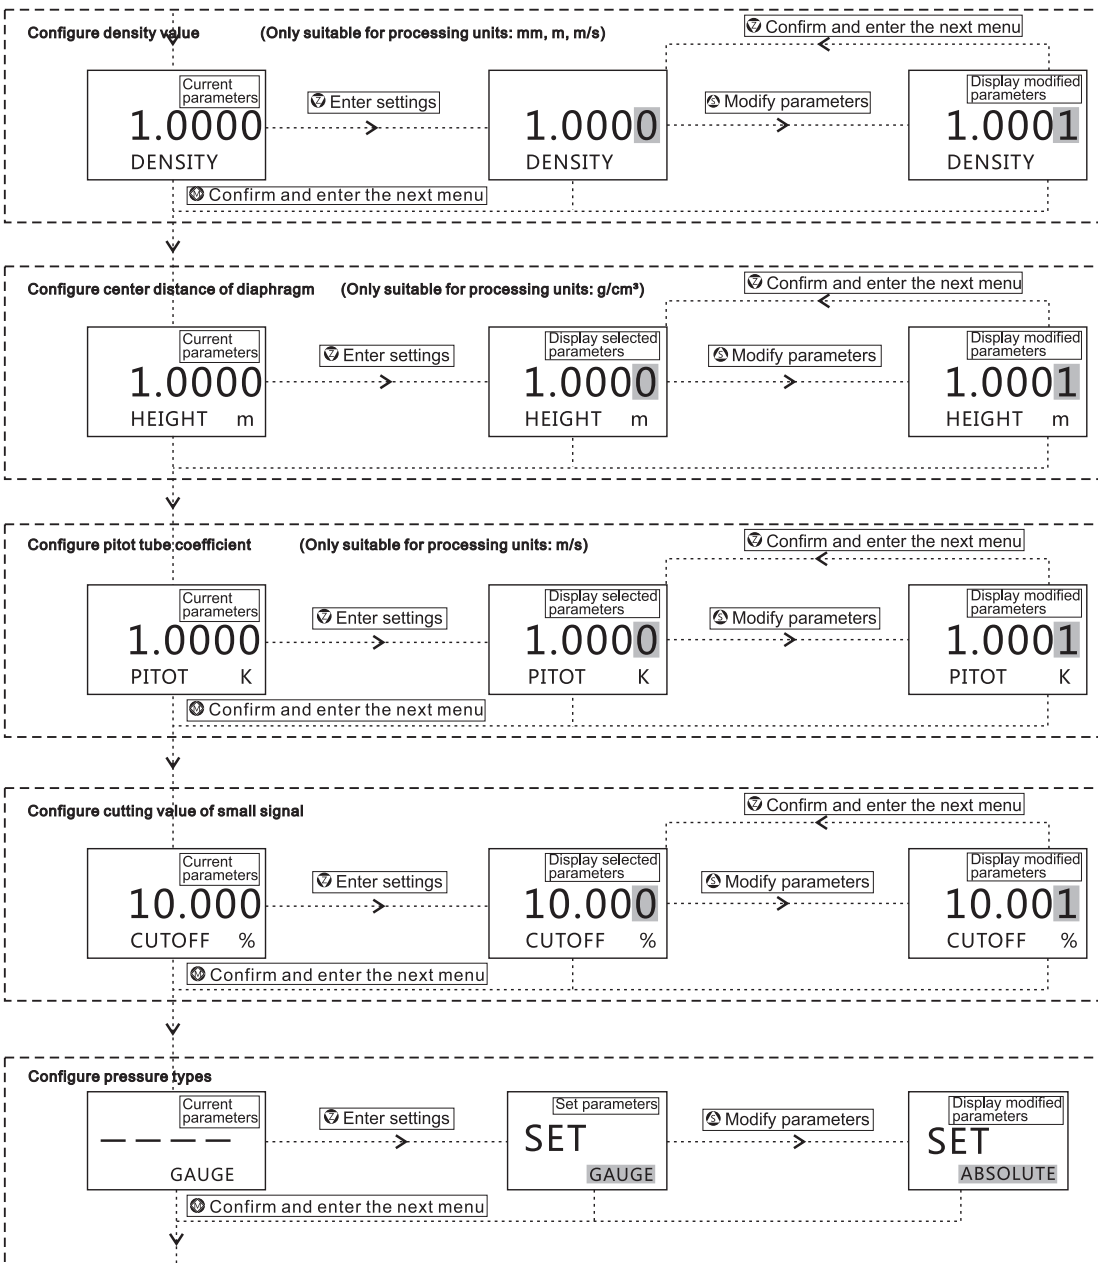 Configure density value (Only suitable for processing units: mm, m, m/s)
Ⓩ Confirm and enter the next menu
Current
parameters
1.0000
DENSITY
Ⓩ Enter settings
1.0000
DENSITY
Ⓢ Modify parameters
Display modified
parameters
1.0001
DENSITY
Ⓜ Confirm and enter the next menu
Configure center distance of diaphragm (Only suitable for processing units: g/cm³)
Ⓩ Confirm and enter the next menu
Current
parameters
1.0000
HEIGHT m
Ⓩ Enter settings
Display selected
parameters
1.0000
HEIGHT m
Ⓢ Modify parameters
Display modified
parameters
1.0001
HEIGHT m
Configure pitot tube coefficient (Only suitable for processing units: m/s)
Ⓩ Confirm and enter the next menu
Current
parameters
1.0000
PITOT K
Ⓩ Enter settings
Display selected
parameters
1.0000
PITOT K
Ⓢ Modify parameters
Display modified
parameters
1.0001
PITOT K
Ⓜ Confirm and enter the next menu
Configure cutting value of small signal
Ⓩ Confirm and enter the next menu
Current
parameters
10.000
CUTOFF %
Ⓩ Enter settings
Display selected
parameters
10.000
CUTOFF %
Ⓢ Modify parameters
Display modified
parameters
10.001
CUTOFF %
Ⓜ Confirm and enter the next menu
Configure pressure types
Current
parameters
— — — —
GAUGE
Ⓩ Enter settings
Set parameters
SET
GAUGE
Ⓢ Modify parameters
Display modified
parameters
SET
ABSOLUTE
Ⓜ Confirm and enter the next menu